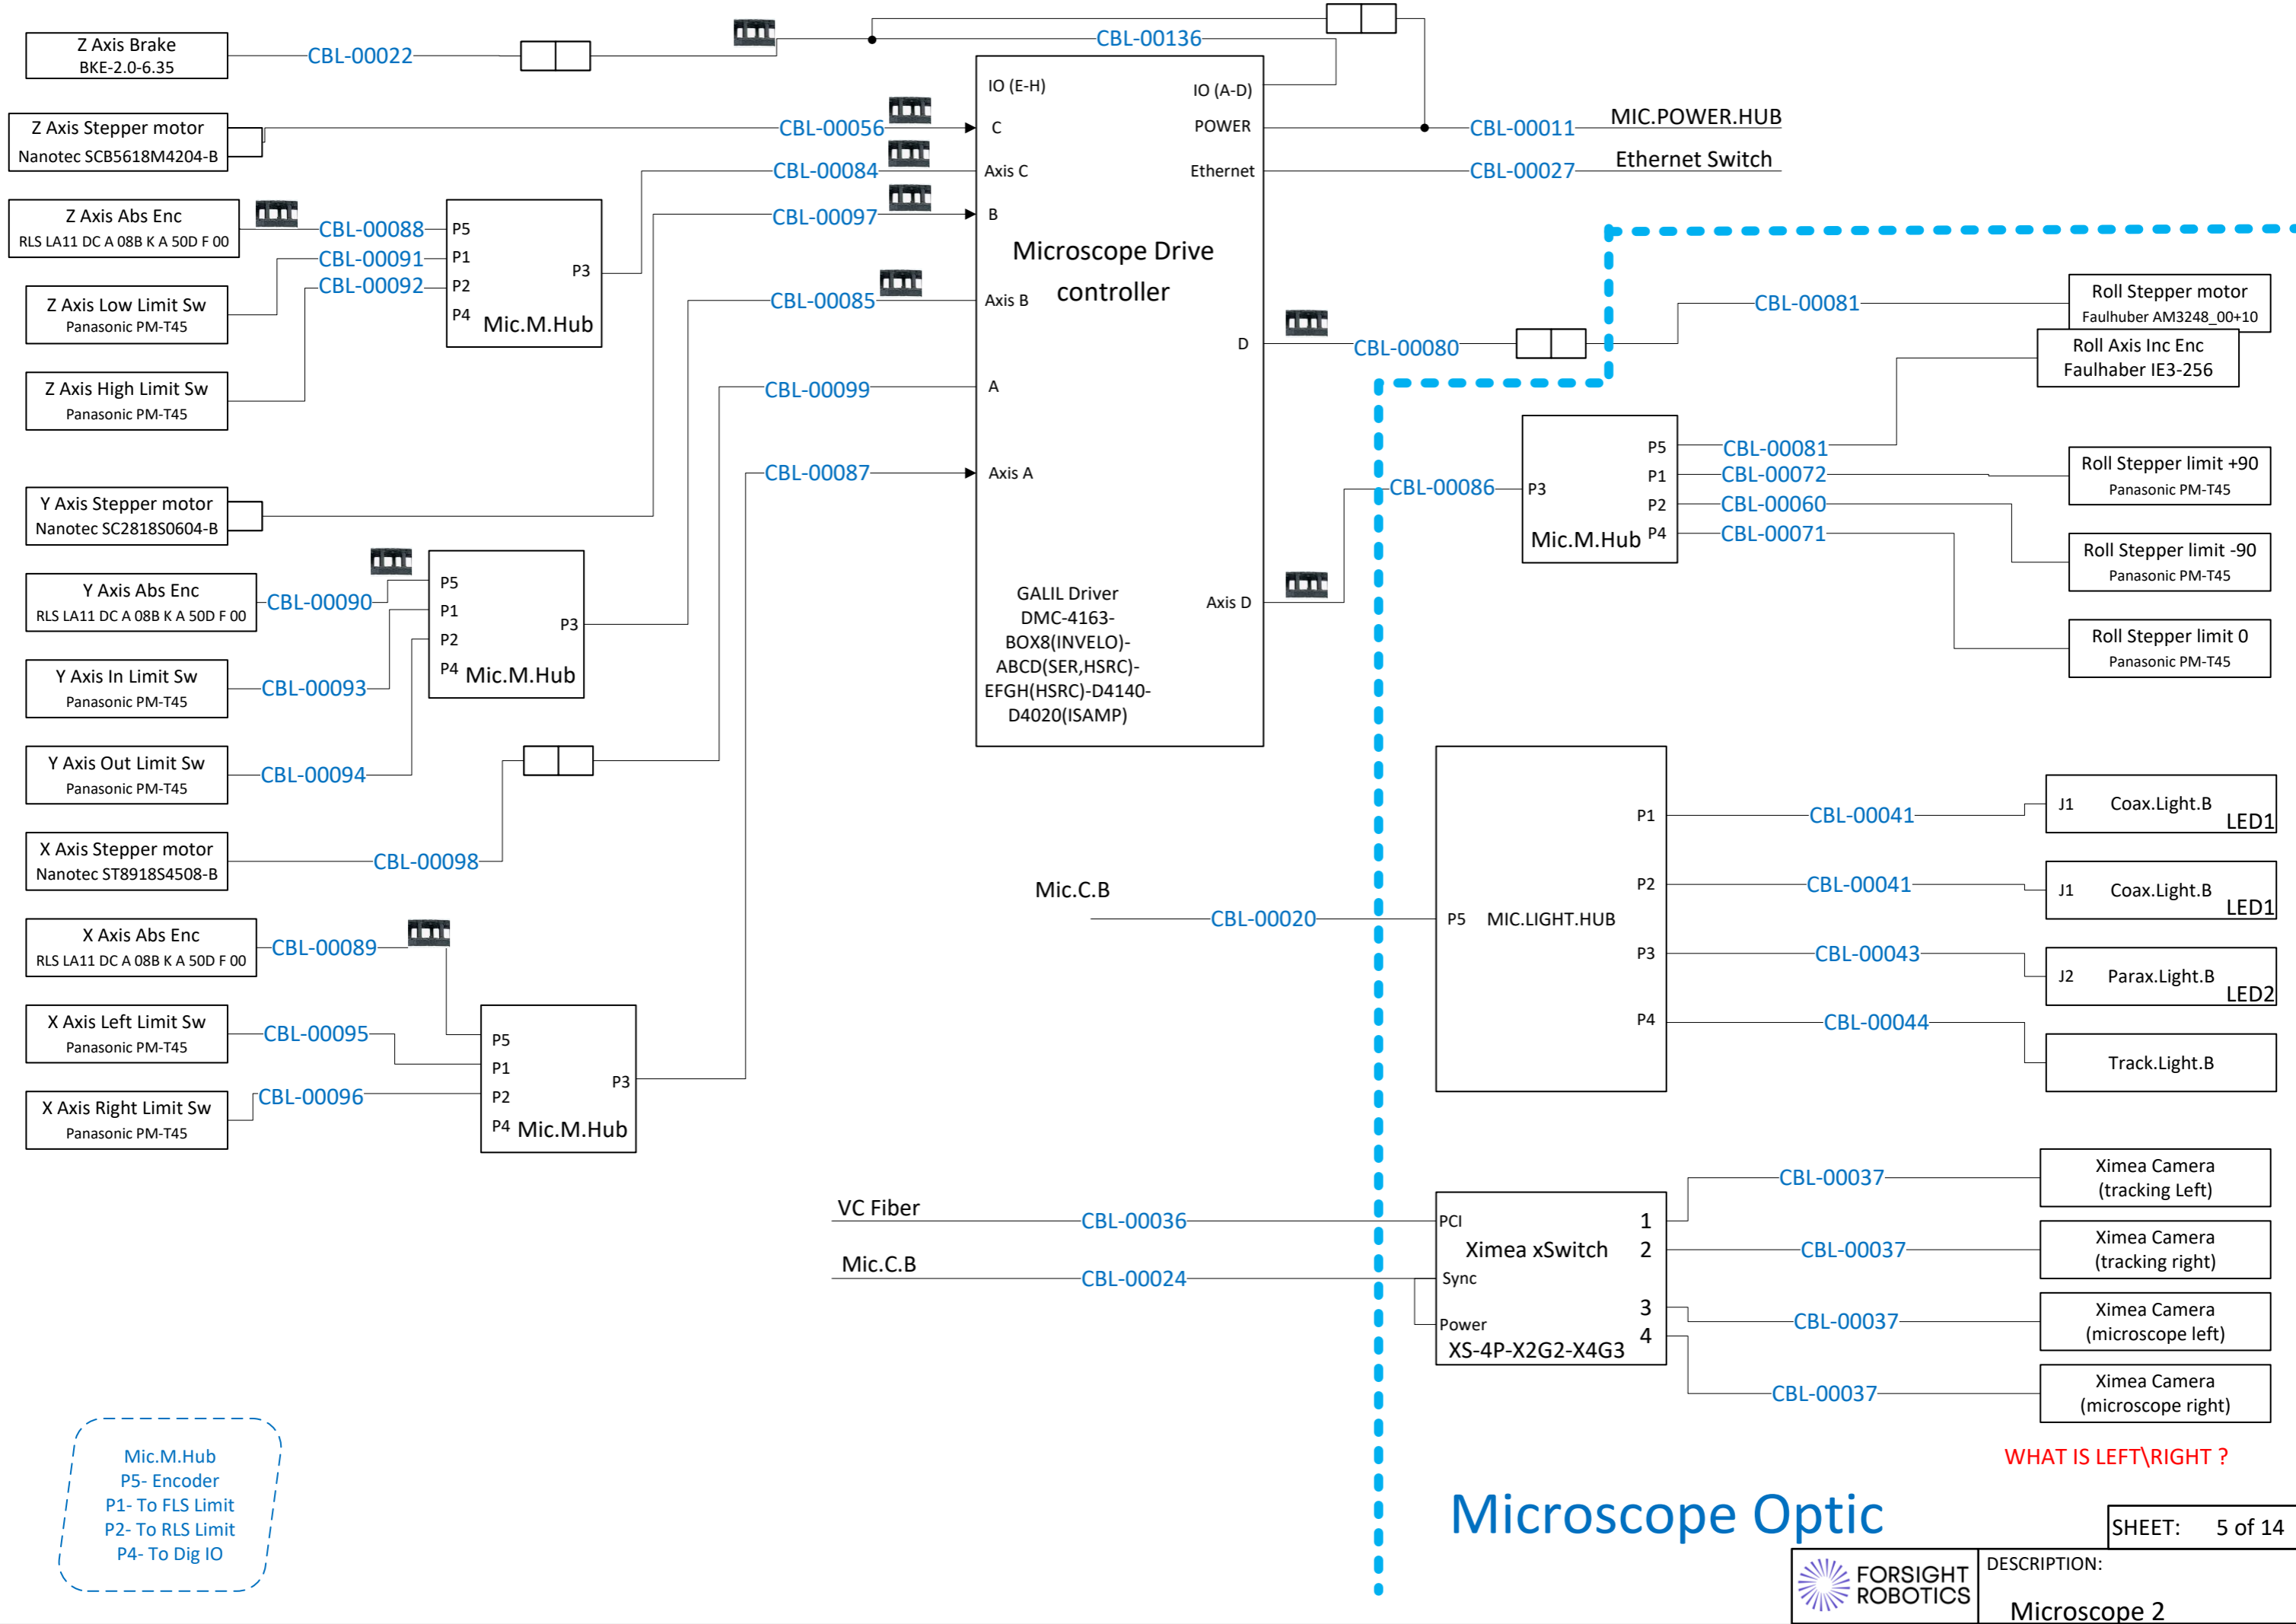 Z Axis Brake
BKE-2.0-6.35
CBL-00022
CBL-00136
Z Axis Stepper motor
Nanotec SCB5618M4204-B
CBL-00056
Z Axis Abs Enc
RLS LA11 DC A 08B K A 50D F 00
CBL-00088
CBL-00091
CBL-00092
Z Axis Low Limit Sw
Panasonic PM-T45
Z Axis High Limit Sw
Panasonic PM-T45
P5
P1
P2
P4
P3
Mic.M.Hub
CBL-00084
CBL-00097
CBL-00085
CBL-00099
CBL-00087
Y Axis Stepper motor
Nanotec SC2818S0604-B
Y Axis Abs Enc
RLS LA11 DC A 08B K A 50D F 00
CBL-00090
Y Axis In Limit Sw
Panasonic PM-T45
CBL-00093
Y Axis Out Limit Sw
Panasonic PM-T45
CBL-00094
P5
P1
P2
P4
P3
Mic.M.Hub
X Axis Stepper motor
Nanotec ST8918S4508-B
CBL-00098
X Axis Abs Enc
RLS LA11 DC A 08B K A 50D F 00
CBL-00089
X Axis Left Limit Sw
Panasonic PM-T45
CBL-00095
X Axis Right Limit Sw
Panasonic PM-T45
CBL-00096
P5
P1
P2
P4
P3
Mic.M.Hub
IO (E-H)
C
Axis C
B
Axis B
A
Axis A
IO (A-D)
POWER
Ethernet
D
Axis D
Microscope Drive
controller
GALIL Driver
DMC-4163-
BOX8(INVELO)-
ABCD(SER,HSRC)-
EFGH(HSRC)-D4140-
D4020(ISAMP)
CBL-00011
MIC.POWER.HUB
CBL-00027
Ethernet Switch
CBL-00080
CBL-00081
Roll Stepper motor
Faulhuber AM3248_00+10
Roll Axis Inc Enc
Faulhaber IE3-256
CBL-00086
P3
P5
P1
P2
P4
Mic.M.Hub
CBL-00081
CBL-00072
CBL-00060
CBL-00071
Roll Stepper limit +90
Panasonic PM-T45
Roll Stepper limit -90
Panasonic PM-T45
Roll Stepper limit 0
Panasonic PM-T45
Mic.C.B
CBL-00020
P5
MIC.LIGHT.HUB
P1
P2
P3
P4
CBL-00041
J1 Coax.Light.B
LED1
CBL-00041
J1 Coax.Light.B
LED1
CBL-00043
J2 Parax.Light.B
LED2
CBL-00044
Track.Light.B
VC Fiber
CBL-00036
Mic.C.B
CBL-00024
PCI
Sync
Power
Ximea xSwitch
XS-4P-X2G2-X4G3
1
2
3
4
CBL-00037
Ximea Camera
(tracking Left)
CBL-00037
Ximea Camera
(tracking right)
CBL-00037
Ximea Camera
(microscope left)
CBL-00037
Ximea Camera
(microscope right)
WHAT IS LEFT\RIGHT ?
Mic.M.Hub
P5- Encoder
P1- To FLS Limit
P2- To RLS Limit
P4- To Dig IO
Microscope Optic
SHEET: 5 of 14
FORSIGHT
ROBOTICS
DESCRIPTION:
Microscope 2